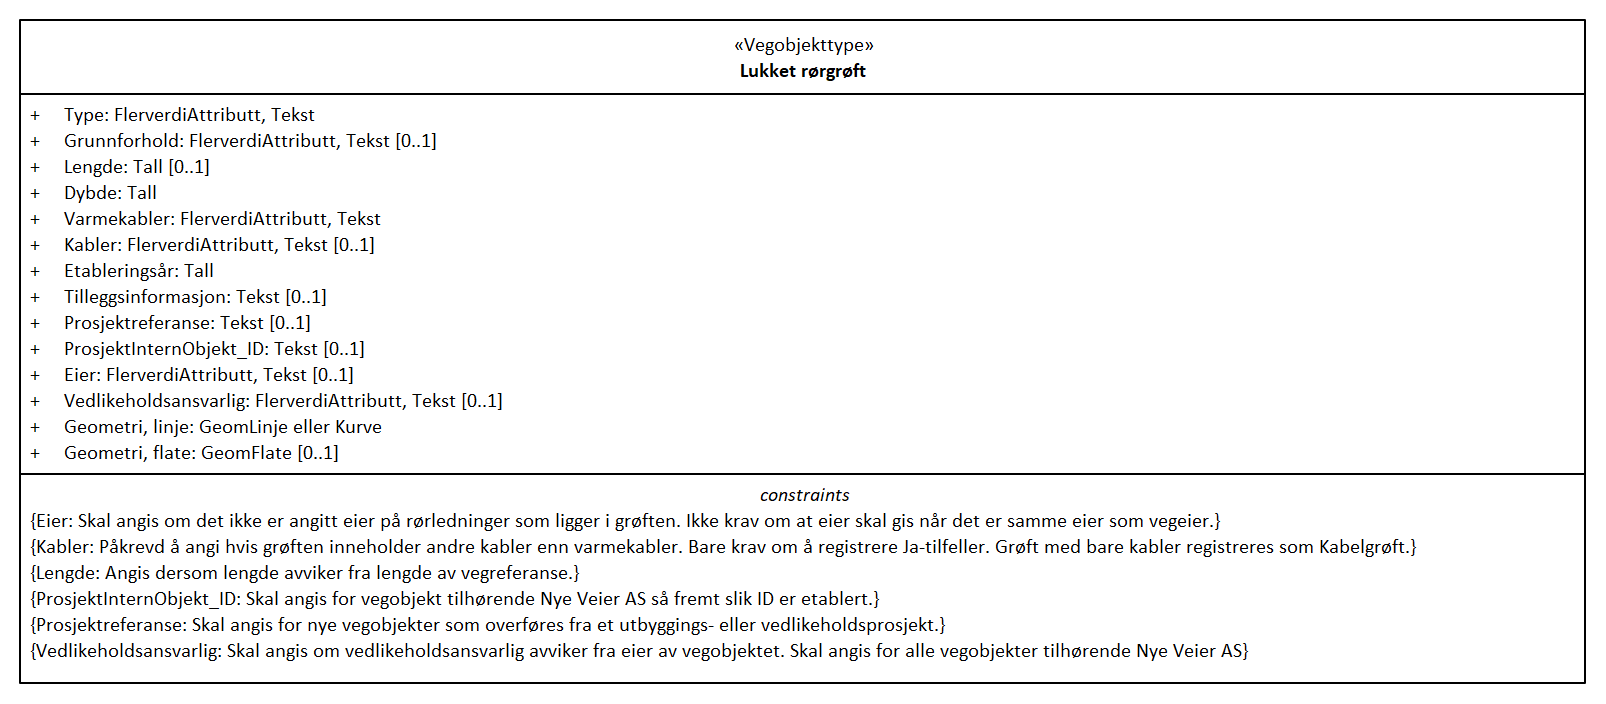 «Vegobjekttype»
Lukket rørgrøft
+ Type: FlerverdiAttributt, Tekst
+ Grunnforhold: FlerverdiAttributt, Tekst [0..1]
+ Lengde: Tall [0..1]
+ Dybde: Tall
+ Varmekabler: FlerverdiAttributt, Tekst
+ Kabler: FlerverdiAttributt, Tekst [0..1]
+ Etableringsår: Tall
+ Tilleggsinformasjon: Tekst [0..1]
+ Prosjektreferanse: Tekst [0..1]
+ ProsjektInternObjekt_ID: Tekst [0..1]
+ Eier: FlerverdiAttributt, Tekst [0..1]
+ Vedlikeholdsansvarlig: FlerverdiAttributt, Tekst [0..1]
+ Geometri, linje: GeomLinje eller Kurve
+ Geometri, flate: GeomFlate [0..1]
constraints
{Eier: Skal angis om det ikke er angitt eier på rørledninger som ligger i grøften. Ikke krav om at eier skal gis når det er samme eier som vegeier.}
{Kabler: Påkrevd å angi hvis grøften inneholder andre kabler enn varmekabler. Bare krav om å registrere Ja-tilfeller. Grøft med bare kabler registreres som Kabelgrøft.}
{Lengde: Angis dersom lengde avviker fra lengde av vegreferanse.}
{ProsjektInternObjekt_ID: Skal angis for vegobjekt tilhørende Nye Veier AS så fremt slik ID er etablert.}
{Prosjektreferanse: Skal angis for nye vegobjekter som overføres fra et utbyggings- eller vedlikeholdsprosjekt.}
{Vedlikeholdsansvarlig: Skal angis om vedlikeholdsansvarlig avviker fra eier av vegobjektet. Skal angis for alle vegobjekter tilhørende Nye Veier AS}